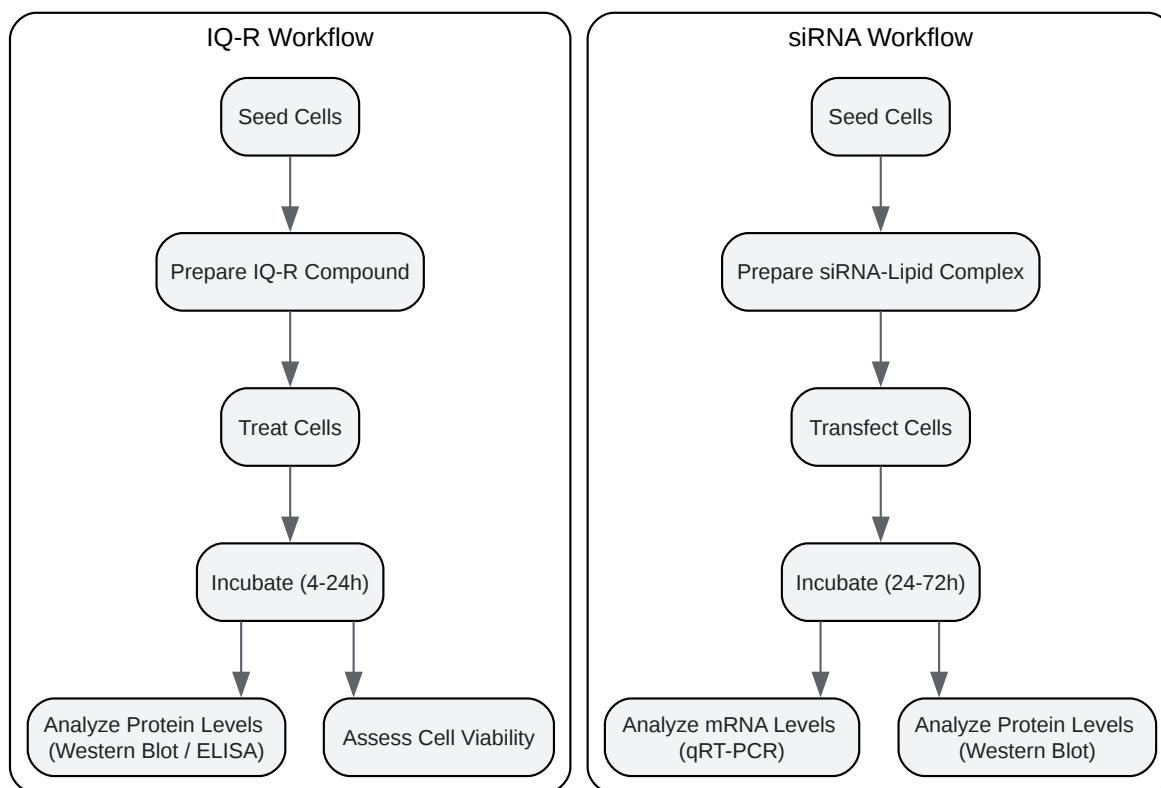 IQ-R Workflow
Seed Cells
Prepare IQ-R Compound
Treat Cells
Incubate (4-24h)
Analyze Protein Levels
(Western Blot / ELISA)
Assess Cell Viability
siRNA Workflow
Seed Cells
Prepare siRNA-Lipid Complex
Transfect Cells
Incubate (24-72h)
Analyze mRNA Levels
(qRT-PCR)
Analyze Protein Levels
(Western Blot)